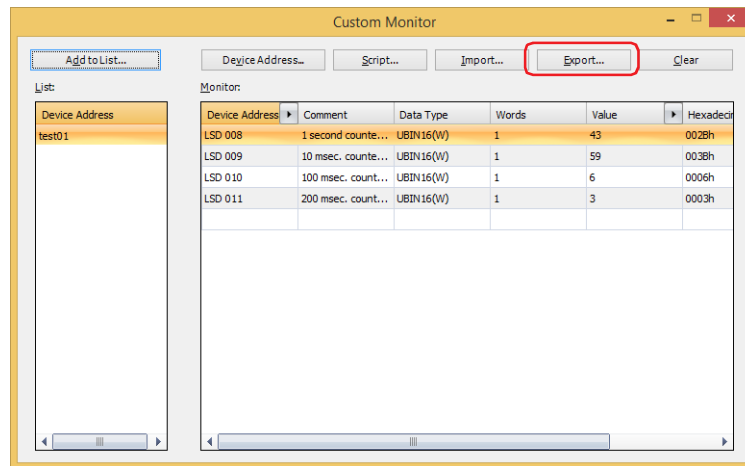 Custom Monitor
Add to List... Device Address... Script... Import... Export... Clear
List: Monitor:
Device Address Device Address Comment Data Type Words Value Hexadecir
test01 LSD 008 1 second counte... UBIN16(W) 1 43 002Bh
LSD 009 10 msec. counte... UBIN16(W) 1 59 003Bh
LSD 010 100 msec. count... UBIN16(W) 1 6 0006h
LSD 011 200 msec. count... UBIN16(W) 1 3 0003h